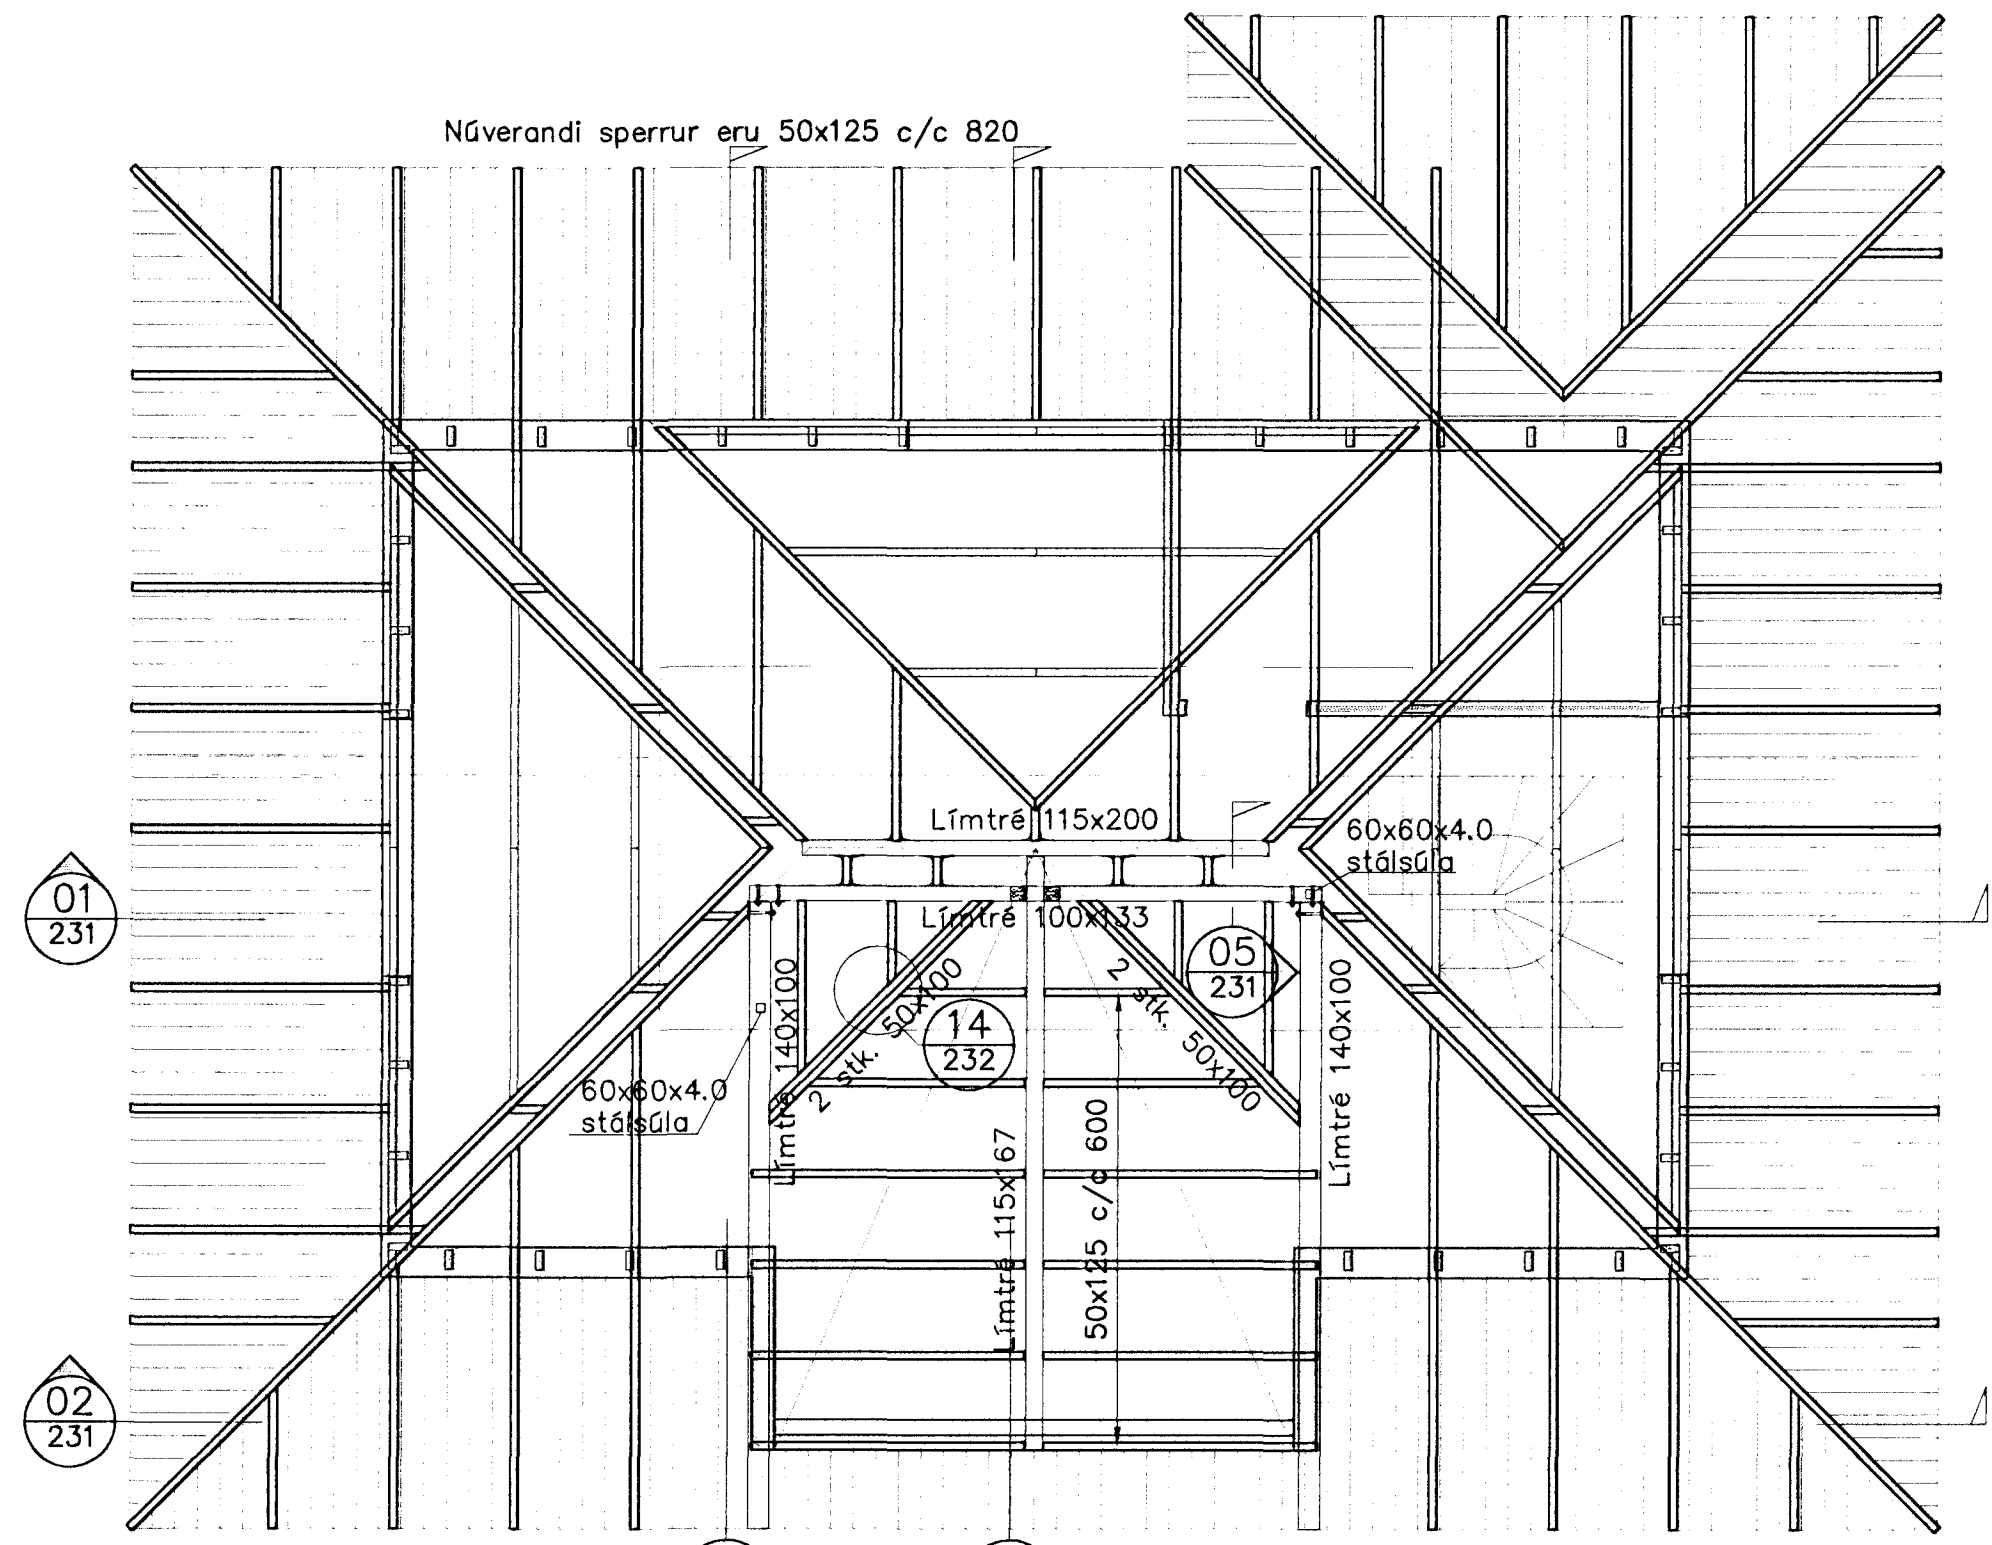 Núverandi sperrur eru 50x125 c/c 820
Límtré 115x200
60x60x4.0
stálsúla
01
231
Límtré 100x133
05
231
2 stk. 50x100
2 stk. 50x100
14
232
Límtré 140x100
Límtré 140x100
60x60x4.0
stálsúla
Límtré 115x167
50x125 c/c 600
02
231